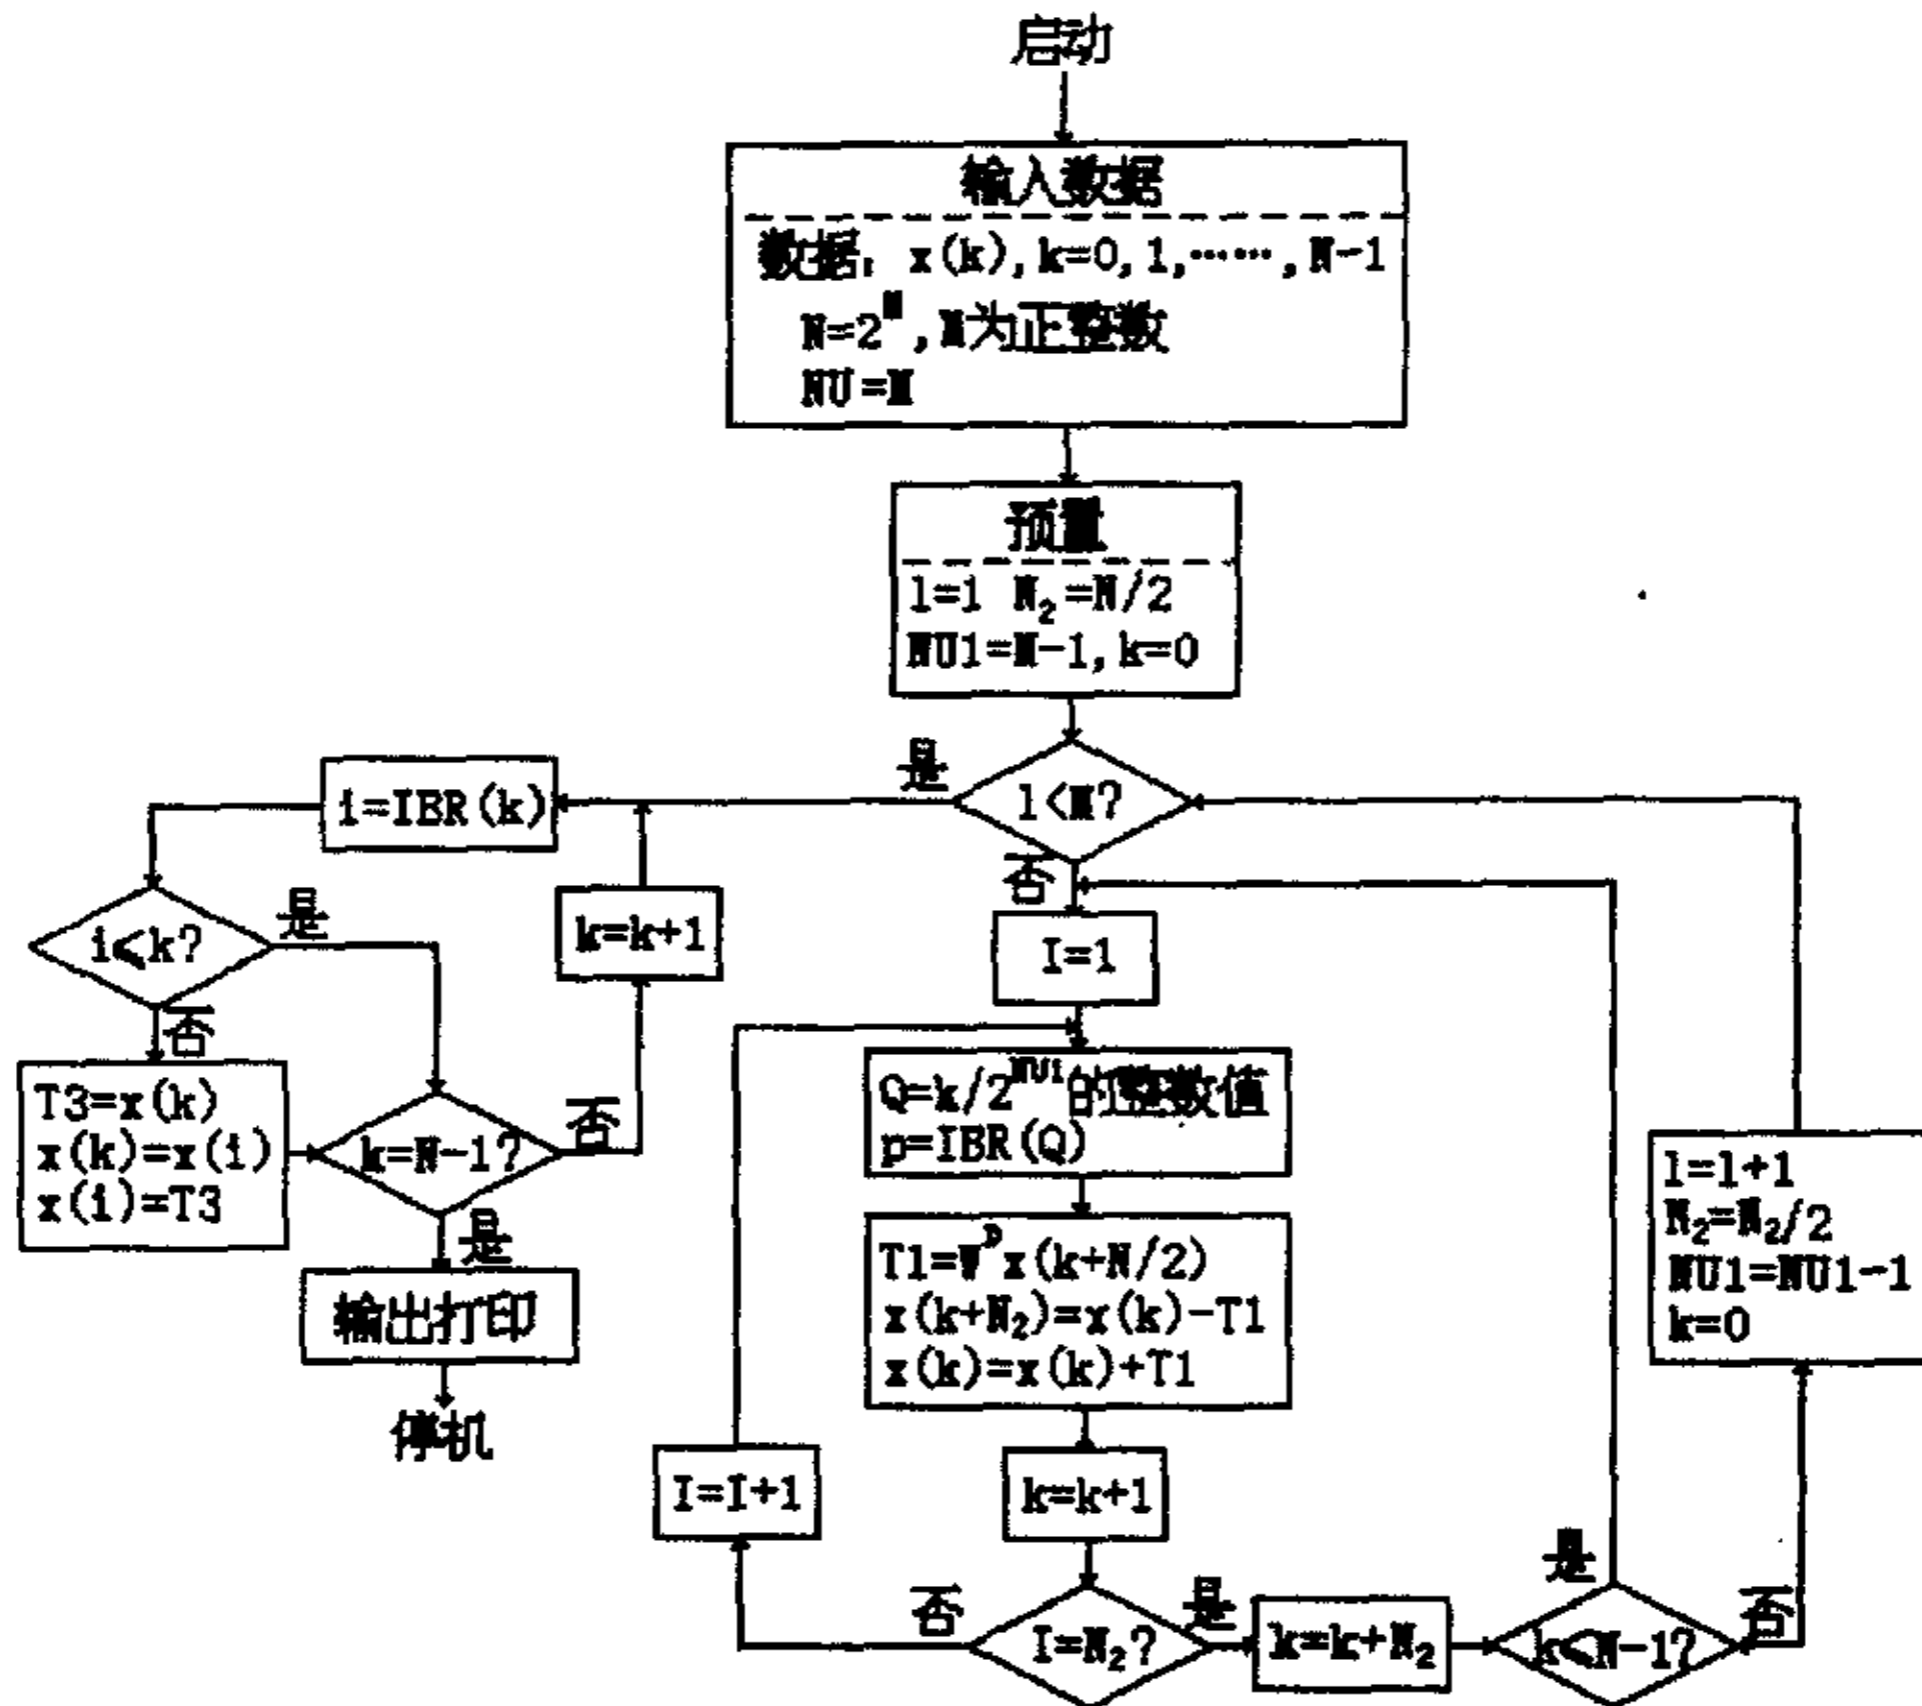 启动
输入数据
数据: x(k),k=0,1,……,N-1
N=2^M,M为正整数
NU=M
预置
l=1 N₂=N/2
NU1=M-1,k=0
是
l<M?
否
i=IBR(k)
i⩽k?
是
否
k=k+1
T3=x(k)
x(k)=x(i)
x(i)=T3
k=N-1?
否
是
输出打印
停机
I=1
Q=k/2^NU1的整数值
p=IBR(Q)
T1=W^p x(k+N/2)
x(k+N₂)=x(k)-T1
x(k)=x(k)+T1
k=k+1
I=I+1
否
I=N₂?
是
k=k+N₂
是
k⩽N-1?
否
l=l+1
N₂=N₂/2
NU1=NU1-1
k=0